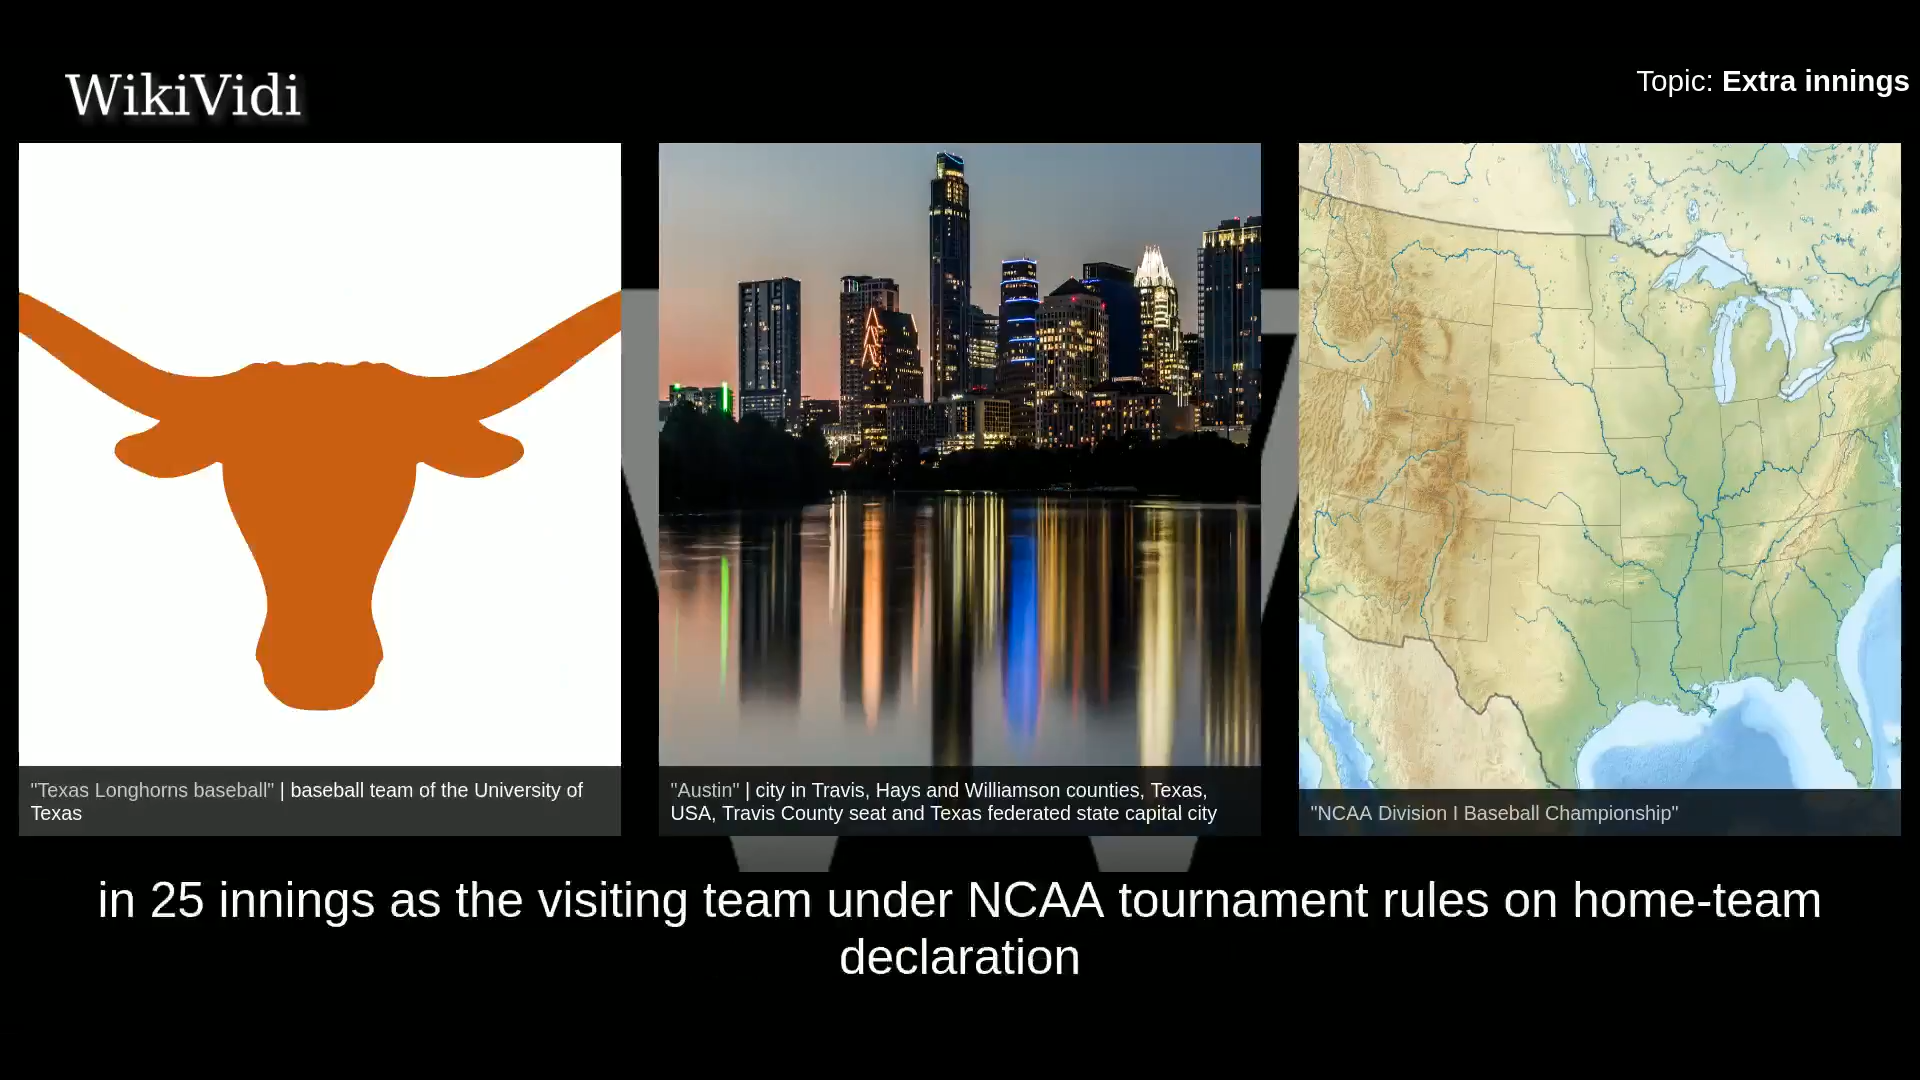 WikiVidi
Topic: Extra innings
"Texas Longhorns baseball" | baseball team of the University of
Texas
"Austin" | city in Travis, Hays and Williamson counties, Texas,
USA, Travis County seat and Texas federated state capital city
"NCAA Division I Baseball Championship"
in 25 innings as the visiting team under NCAA tournament rules on home-team
declaration